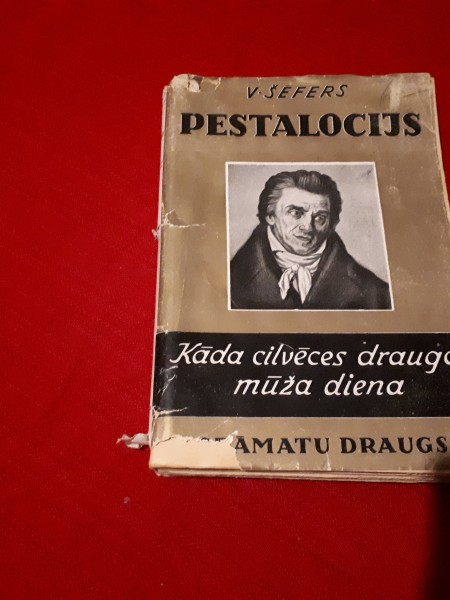 V. ŠEFERS
PESTALOCIJS
Kāda cilvēces drauga
mūža diena
AMATU DRAUGS